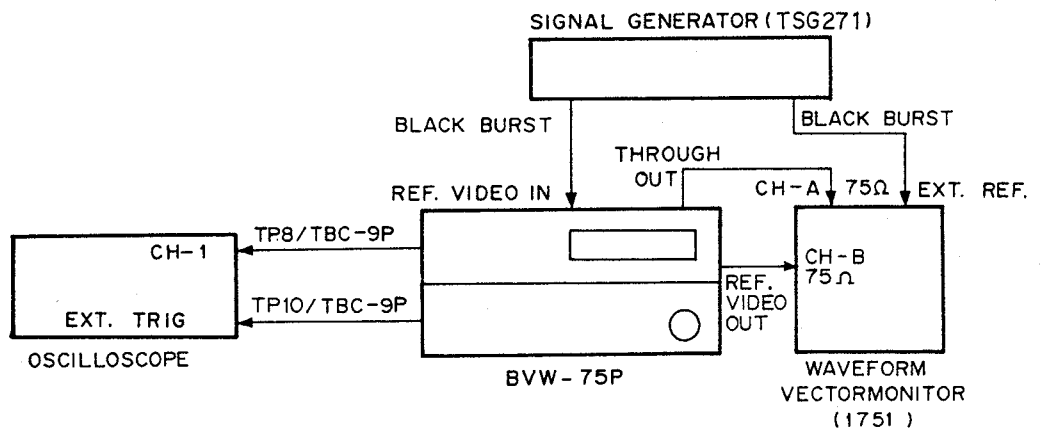 SIGNAL GENERATOR (TSG271)
BLACK BURST
BLACK BURST
THROUGH
OUT
REF. VIDEO IN
CH-A 75Ω
EXT. REF.
CH-1
TP8/TBC-9P
CH-B
75Ω
REF.
VIDEO
OUT
TP10/TBC-9P
EXT. TRIG
OSCILLOSCOPE
BVW-75P
WAVEFORM
VECTORMONITOR
(1751)